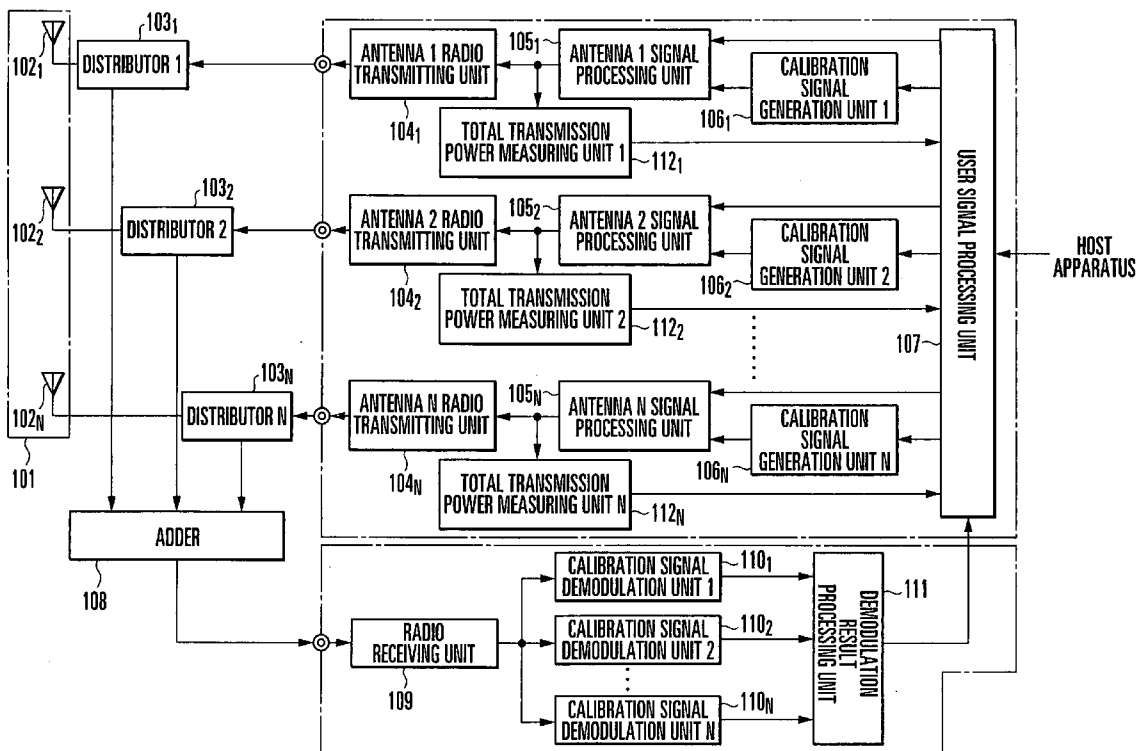 103₁
102₁
DISTRIBUTOR 1
ANTENNA 1 RADIO
TRANSMITTING UNIT
104₁
105₁
ANTENNA 1 SIGNAL
PROCESSING UNIT
CALIBRATION
SIGNAL
GENERATION UNIT 1
106₁
TOTAL TRANSMISSION
POWER MEASURING UNIT 1
112₁
103₂
102₂
DISTRIBUTOR 2
ANTENNA 2 RADIO
TRANSMITTING UNIT
104₂
105₂
ANTENNA 2 SIGNAL
PROCESSING UNIT
CALIBRATION
SIGNAL
GENERATION UNIT 2
106₂
TOTAL TRANSMISSION
POWER MEASURING UNIT 2
112₂
USER SIGNAL PROCESSING UNIT
107
HOST
APPARATUS
103N
102N
DISTRIBUTOR N
101
ANTENNA N RADIO
TRANSMITTING UNIT
104N
105N
ANTENNA N SIGNAL
PROCESSING UNIT
CALIBRATION
SIGNAL
GENERATION UNIT N
106N
TOTAL TRANSMISSION
POWER MEASURING UNIT N
112N
ADDER
108
RADIO
RECEIVING UNIT
109
CALIBRATION SIGNAL
DEMODULATION UNIT 1
110₁
CALIBRATION SIGNAL
DEMODULATION UNIT 2
110₂
CALIBRATION SIGNAL
DEMODULATION UNIT N
110N
DEMODULATION
RESULT
PROCESSING UNIT
111